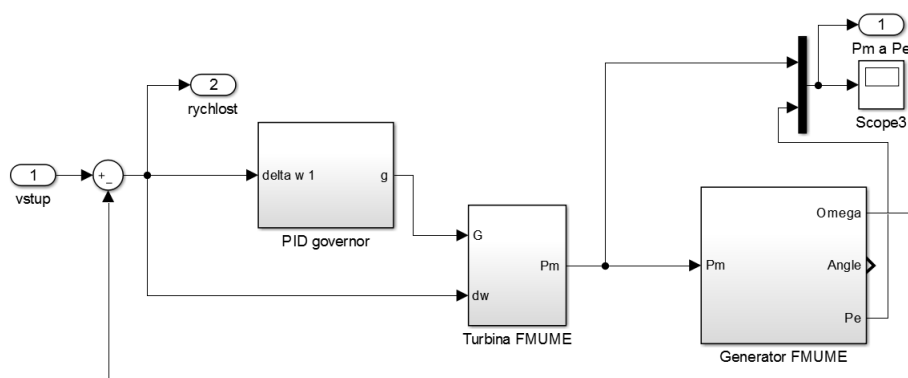 1
Pm a Pe
2
rychlost
Scope3
1
vstup
+
_
delta w 1
g
PID governor
G
dw
Pm
Turbina FMUME
Pm
Omega
Angle
Pe
Generator FMUME